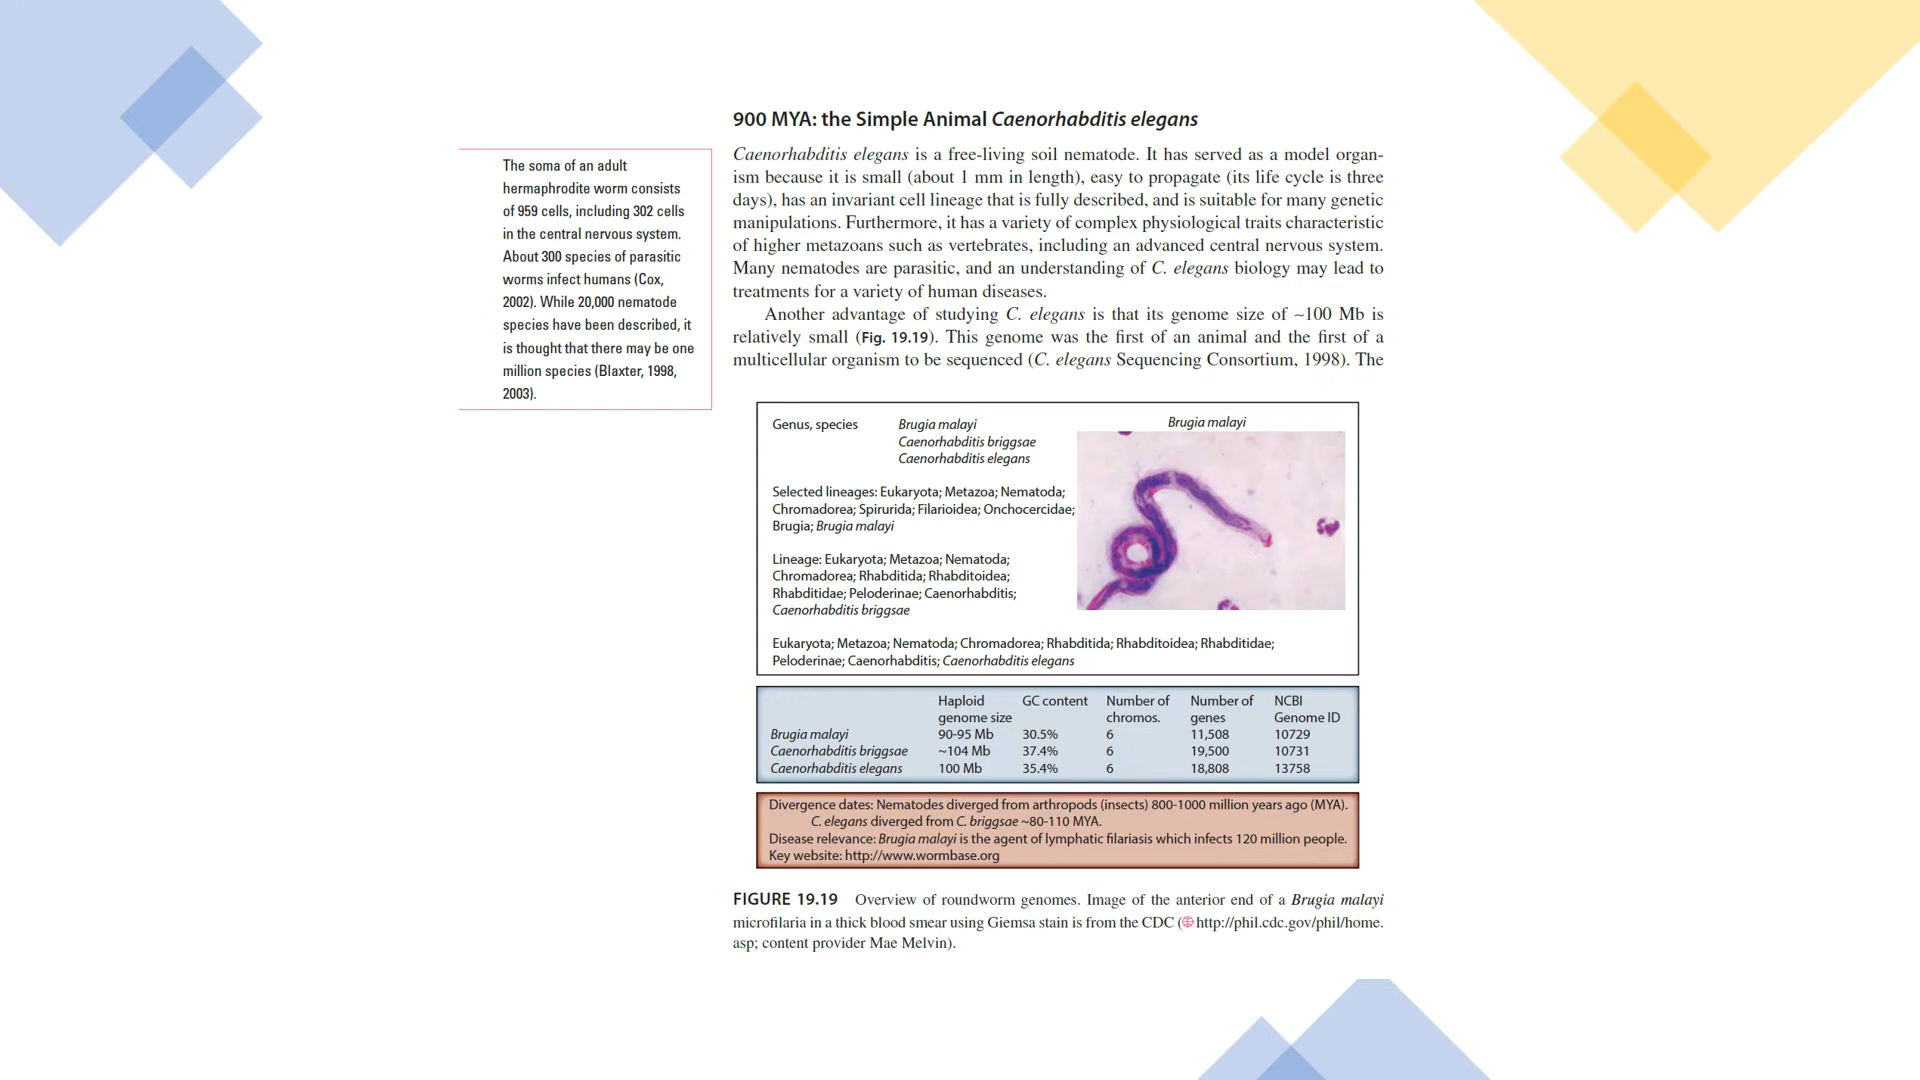 900 MYA: the Simple Animal Caenorhabditis elegans
The soma of an adult
hermaphrodite worm consists
of 959 cells, including 302 cells
in the central nervous system.
About 300 species of parasitic
worms infect humans (Cox,
2002). While 20,000 nematode
species have been described, it
is thought that there may be one
million species (Blaxter, 1998,
2003).
Caenorhabditis elegans is a free-living soil nematode. It has served as a model organ-
ism because it is small (about 1 mm in length), easy to propagate (its life cycle is three
days), has an invariant cell lineage that is fully described, and is suitable for many genetic
manipulations. Furthermore, it has a variety of complex physiological traits characteristic
of higher metazoans such as vertebrates, including an advanced central nervous system.
Many nematodes are parasitic, and an understanding of C. elegans biology may lead to
treatments for a variety of human diseases.
Another advantage of studying C. elegans is that its genome size of ~100 Mb is
relatively small (Fig. 19.19). This genome was the first of an animal and the first of a
multicellular organism to be sequenced (C. elegans Sequencing Consortium, 1998). The
Genus, species Brugia malayi
Caenorhabditis briggsae
Caenorhabditis elegans
Brugia malayi
Selected lineages: Eukaryota; Metazoa; Nematoda;
Chromadorea; Spirurida; Filarioidea; Onchocercidae;
Brugia; Brugia malayi
Lineage: Eukaryota; Metazoa; Nematoda;
Chromadorea; Rhabditida; Rhabditoidea;
Rhabditidae; Peloderinae; Caenorhabditis;
Caenorhabditis briggsae
Eukaryota; Metazoa; Nematoda; Chromadorea; Rhabditida; Rhabditoidea; Rhabditidae;
Peloderinae; Caenorhabditis; Caenorhabditis elegans
Haploid GC content Number of Number of NCBI
genome size chromos. genes Genome ID
Brugia malayi 90-95 Mb 30.5% 6 11,508 10729
Caenorhabditis briggsae ~104 Mb 37.4% 6 19,500 10731
Caenorhabditis elegans 100 Mb 35.4% 6 18,808 13758
Divergence dates: Nematodes diverged from arthropods (insects) 800-1000 million years ago (MYA).
C. elegans diverged from C. briggsae ~80-110 MYA.
Disease relevance: Brugia malayi is the agent of lymphatic filariasis which infects 120 million people.
Key website: http://www.wormbase.org
FIGURE 19.19 Overview of roundworm genomes. Image of the anterior end of a Brugia malayi
microfilaria in a thick blood smear using Giemsa stain is from the CDC (http://phil.cdc.gov/phil/home.
asp; content provider Mae Melvin).